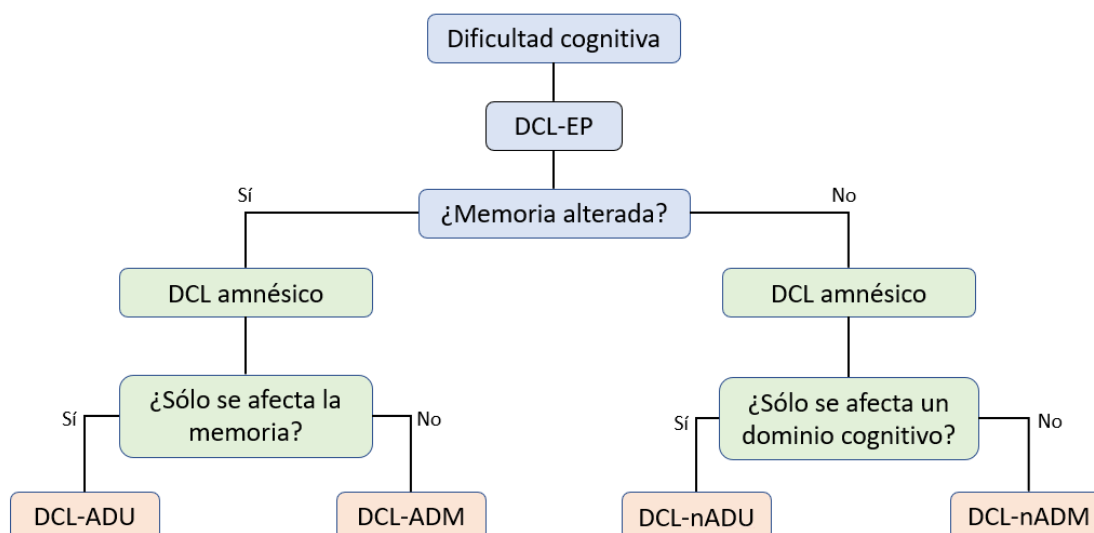 Dificultad cognitiva
DCL-EP
Sí
No
¿Memoria alterada?
DCL amnésico
DCL amnésico
¿Sólo se afecta la
memoria?
Sí
No
¿Sólo se afecta un
dominio cognitivo?
Sí
No
DCL-ADU
DCL-ADM
DCL-nADU
DCL-nADM